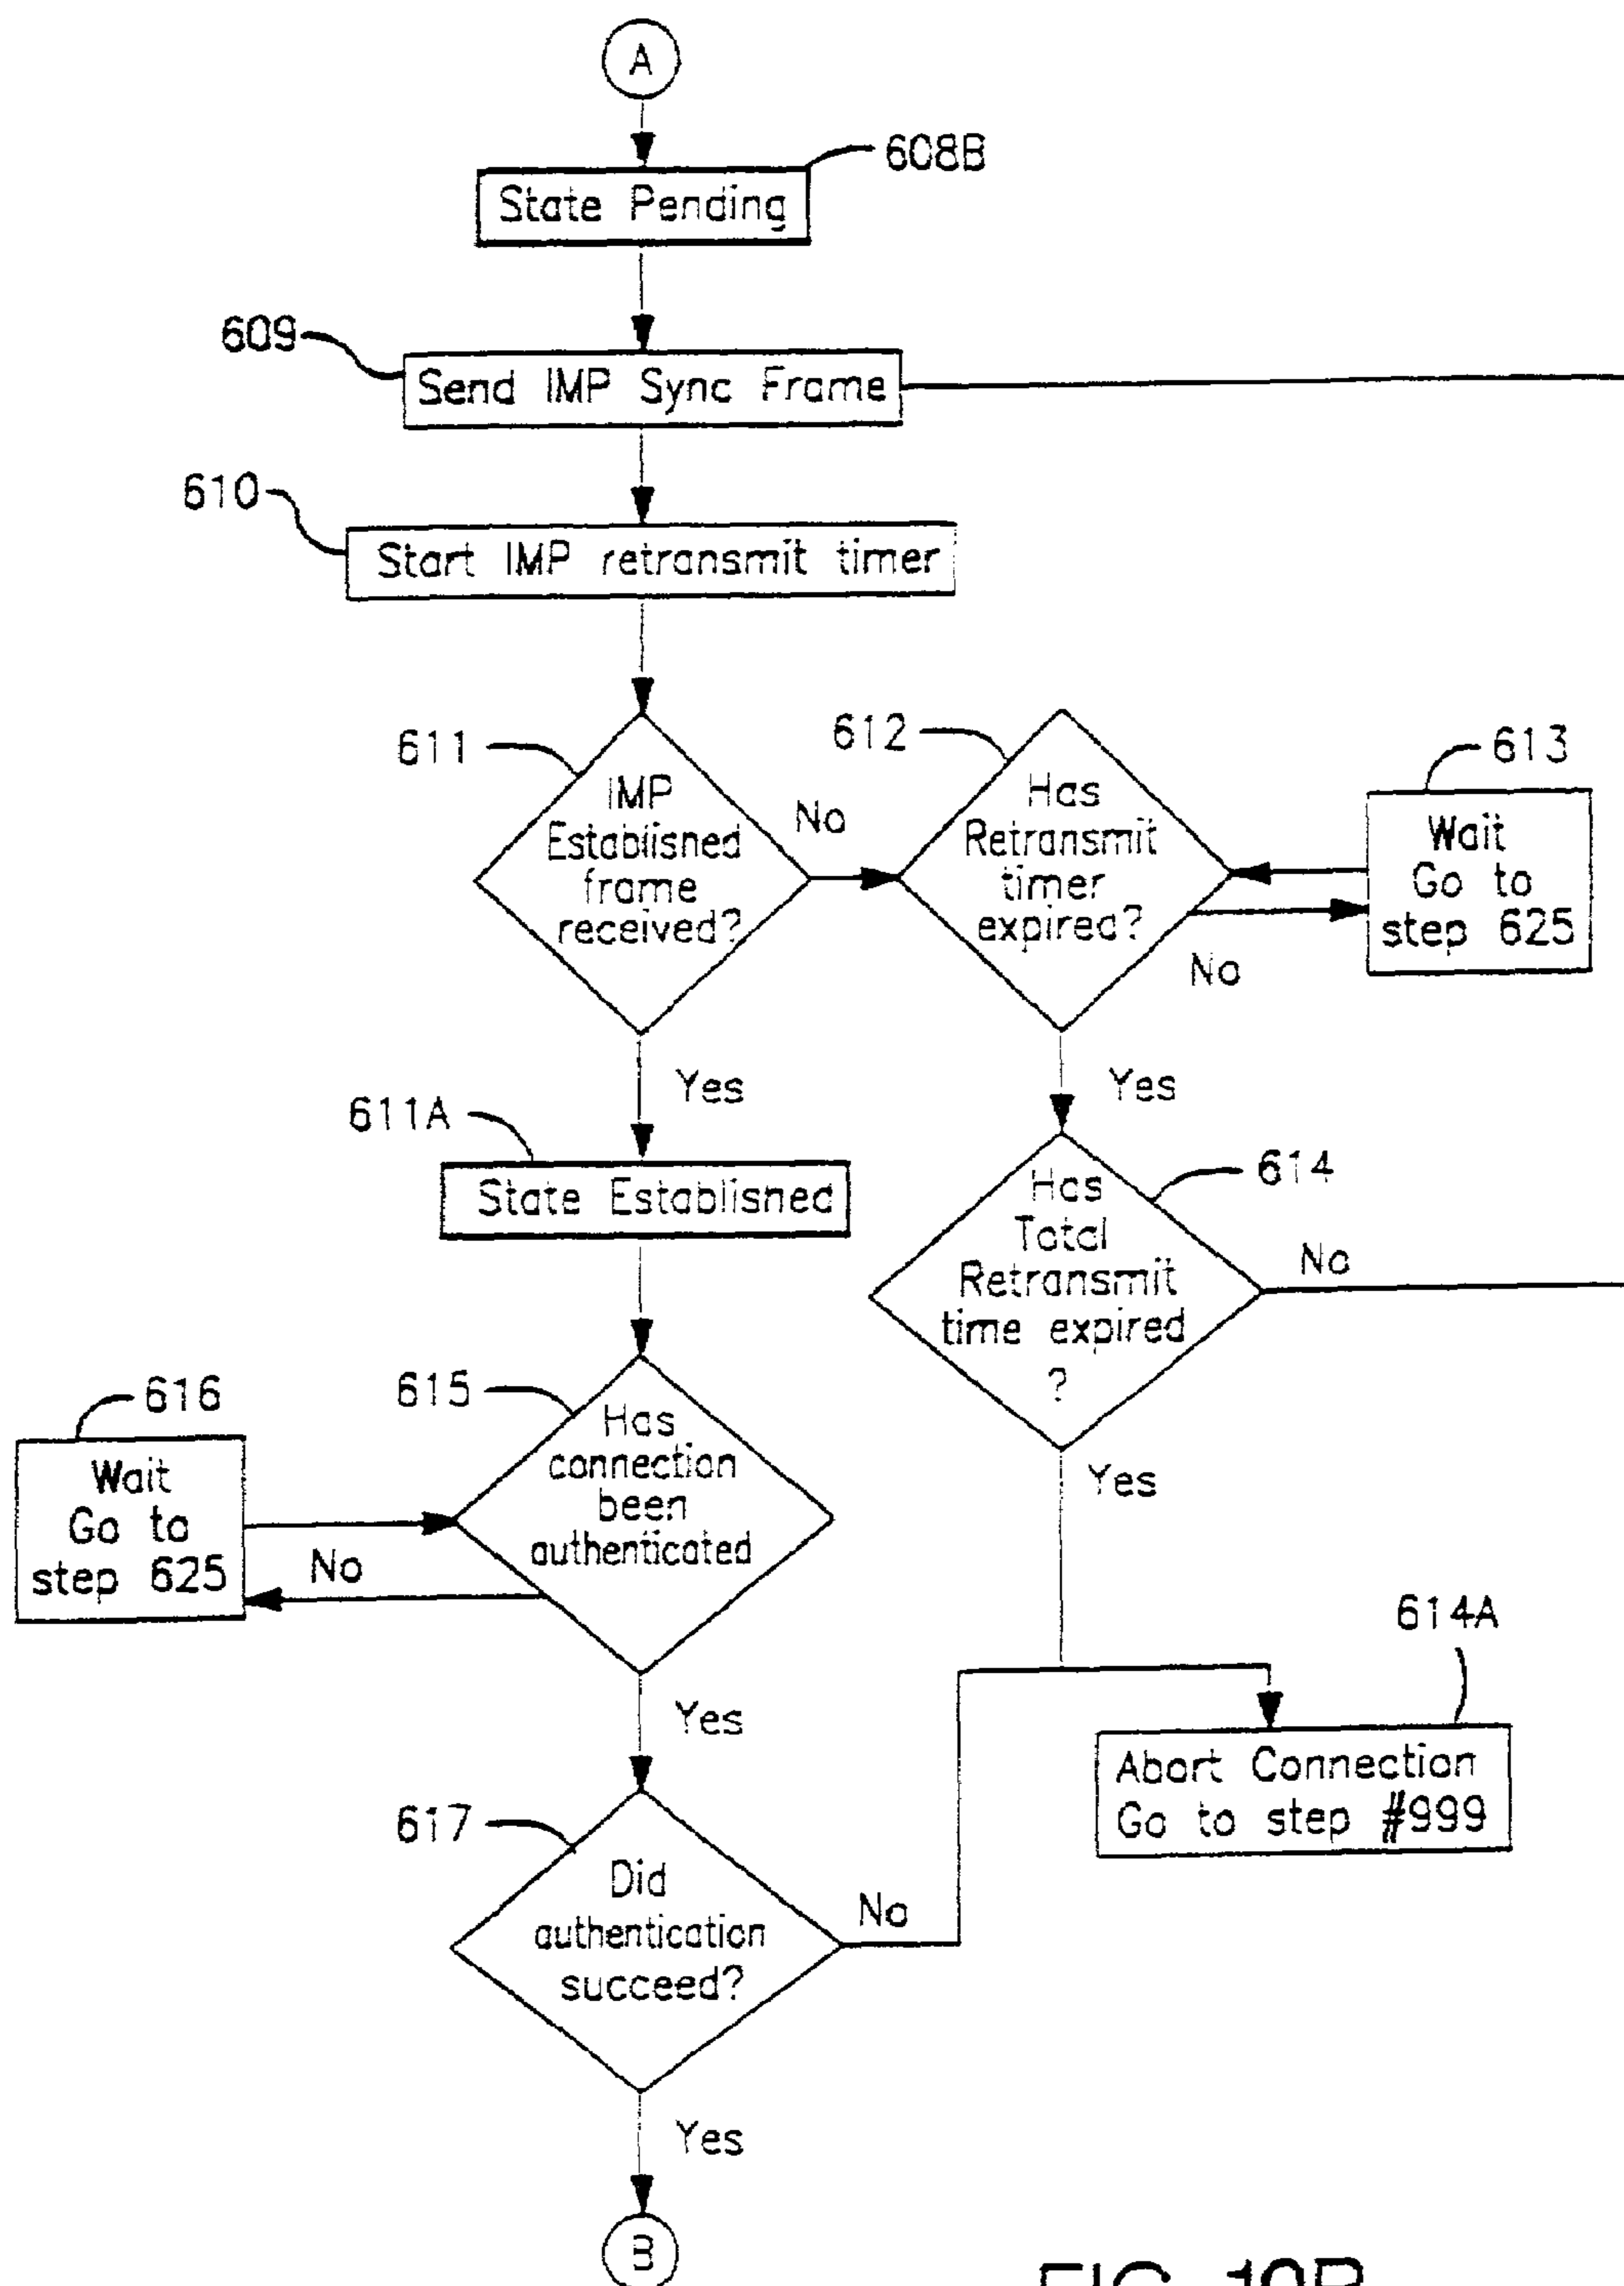 A
608B
State Pending
609
Send IMP Sync Frame
610
Start IMP retransmit timer
611
IMP
Established
frame
received?
No
612
Has
Retransmit
timer
expired?
No
613
Wait
Go to
step 625
Yes
611A
State Established
Yes
614
Has
Total
Retransmit
time expired
?
No
616
Wait
Go to
step 625
No
615
Has
connection
been
authenticated
Yes
614A
Abort Connection
Go to step #999
Yes
617
Did
authentication
succeed?
No
Yes
B
FIG. 10B